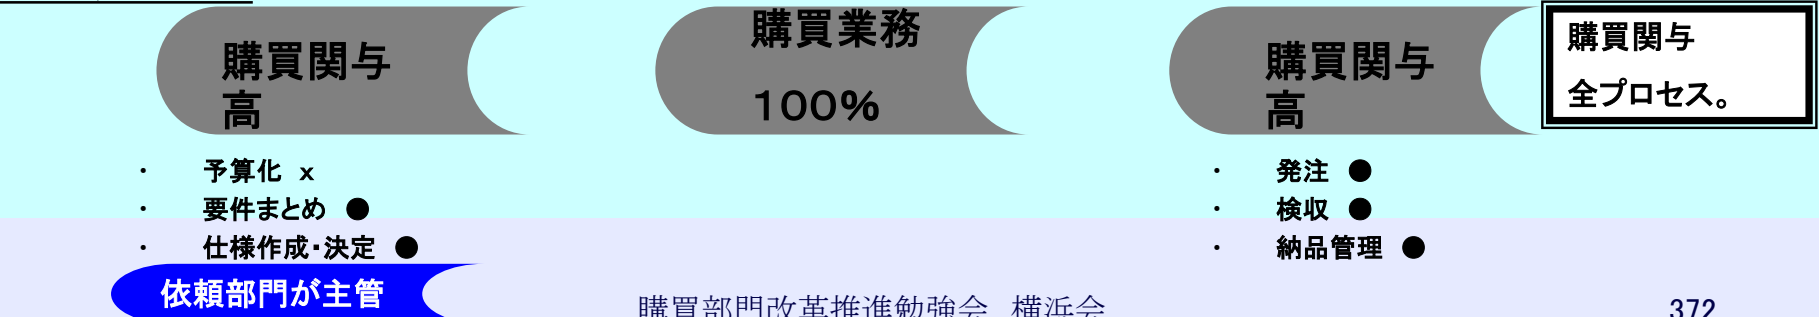 購買関与
高
購買業務
100%
購買関与
高
購買関与
全プロセス。
・ 予算化 x
・ 要件まとめ ●
・ 仕様作成・決定 ●
・ 発注 ●
・ 検収 ●
・ 納品管理 ●
依頼部門が主管
購買部門改革推進勉強会 横浜会
372